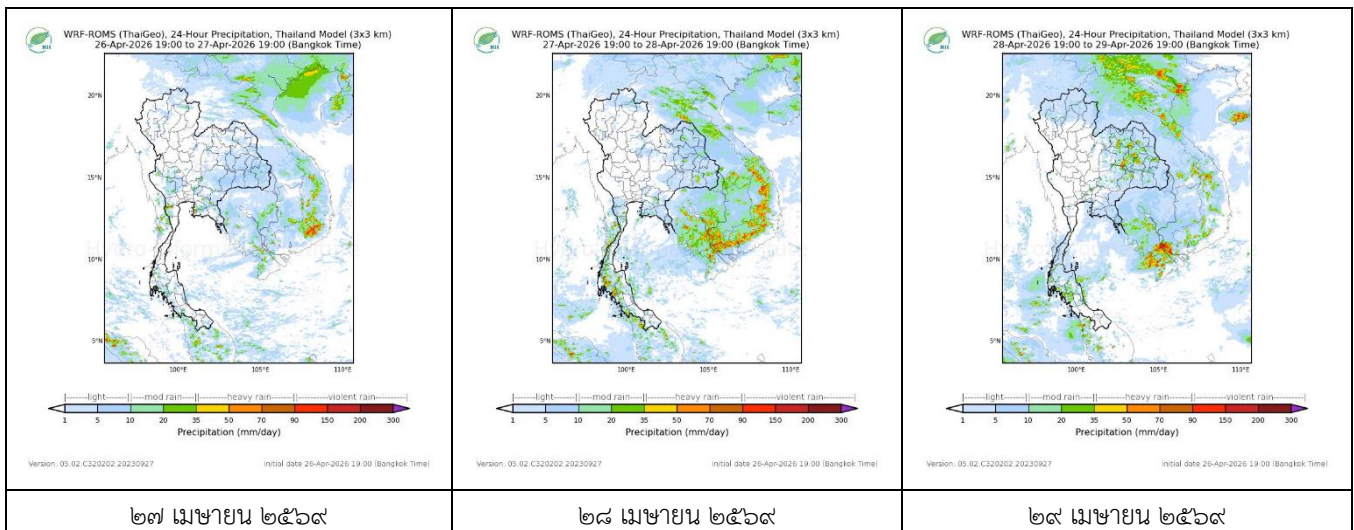 WRF-ROMS (ThaiGeo), 24-Hour Precipitation, Thailand Model (3x3 km)
26-Apr-2026 19:00 to 27-Apr-2026 19:00 (Bangkok Time)
20°N
15°N
10°N
5°N
100°E 105°E 110°E
|--------light--------||----mod rain----||--------heavy rain--------||--------violent rain--------|
1 5 10 20 35 50 70 90 150 200 300
Precipitation (mm/day)
Version: 05.02.C320202.20230927 initial date 26-Apr-2026 19:00 (Bangkok Time)
๒๗ เมษายน ๒๕๖๙
WRF-ROMS (ThaiGeo), 24-Hour Precipitation, Thailand Model (3x3 km)
27-Apr-2026 19:00 to 28-Apr-2026 19:00 (Bangkok Time)
20°N
15°N
10°N
5°N
100°E 105°E 110°E
|--------light--------||----mod rain----||--------heavy rain--------||--------violent rain--------|
1 5 10 20 35 50 70 90 150 200 300
Precipitation (mm/day)
Version: 05.02.C320202.20230927 initial date 26-Apr-2026 19:00 (Bangkok Time)
๒๘ เมษายน ๒๕๖๙
WRF-ROMS (ThaiGeo), 24-Hour Precipitation, Thailand Model (3x3 km)
28-Apr-2026 19:00 to 29-Apr-2026 19:00 (Bangkok Time)
20°N
15°N
10°N
5°N
100°E 105°E 110°E
|--------light--------||----mod rain----||--------heavy rain--------||--------violent rain--------|
1 5 10 20 35 50 70 90 150 200 300
Precipitation (mm/day)
Version: 05.02.C320202.20230927 initial date 26-Apr-2026 19:00 (Bangkok Time)
๒๙ เมษายน ๒๕๖๙